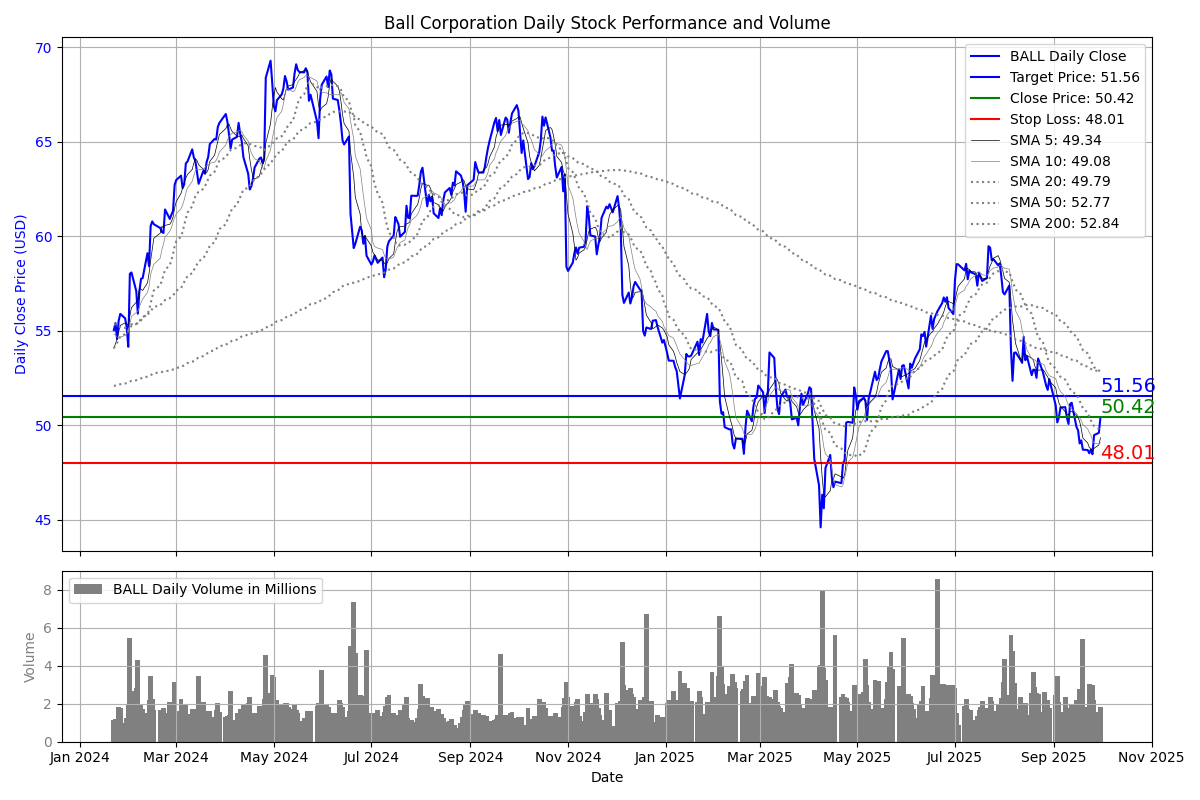 Ball Corporation Daily Stock Performance and Volume
70
65
60
55
50
45
Daily Close Price (USD)
BALL Daily Close
Target Price: 51.56
Close Price: 50.42
Stop Loss: 48.01
SMA 5: 49.34
SMA 10: 49.08
SMA 20: 49.79
SMA 50: 52.77
SMA 200: 52.84
51.56
50.42
48.01
8
6
4
2
0
Volume
BALL Daily Volume in Millions
Jan 2024 Mar 2024 May 2024 Jul 2024 Sep 2024 Nov 2024 Jan 2025 Mar 2025 May 2025 Jul 2025 Sep 2025 Nov 2025
Date